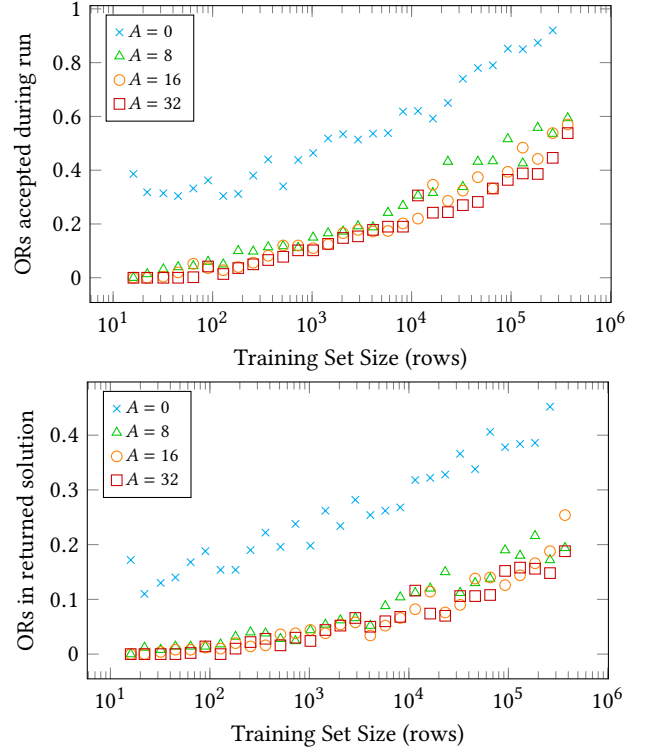 1
0.8
0.6
0.4
0.2
0
ORs accepted during run
A = 0
A = 8
A = 16
A = 32
10^1 10^2 10^3 10^4 10^5 10^6
Training Set Size (rows)
0.4
0.3
0.2
0.1
0
ORs in returned solution
A = 0
A = 8
A = 16
A = 32
10^1 10^2 10^3 10^4 10^5 10^6
Training Set Size (rows)